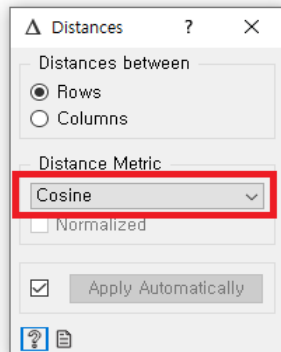 Distances ? ×
Distances between
Rows
Columns
Distance Metric
Cosine
Normalized
Apply Automatically
?